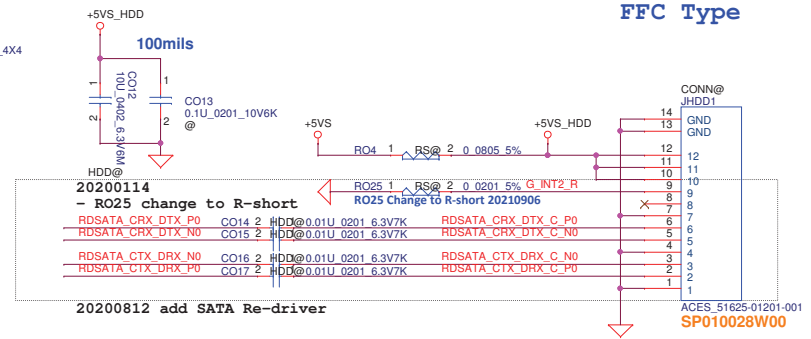 FFC Type
+5VS_HDD
_4X4
100mils
1
1
CO12
10U_0402_6.3V6M
CO13
0.1U_0201_10V6K
@
2
2
HDD@
CONN@
JHDD1
+5VS
+5VS_HDD
14 GND
13 GND
RO4 1 RS@ 2 0_0805_5%
12 12
11 11
10 10
RO25 1 RS@ 2 0_0201_5% G_INT2_R 9 9
20200114
- RO25 change to R-short
RO25 Change to R-short 20210906
8 8
7 7
RDSATA_CRX_DTX_P0 CO14 2 HDD@ 0.01U_0201_6.3V7K RDSATA_CRX_DTX_C_P0 6 6
RDSATA_CRX_DTX_N0 CO15 2 HDD@ 0.01U_0201_6.3V7K RDSATA_CRX_DTX_C_N0 5 5
4 4
RDSATA_CTX_DRX_N0 CO16 2 HDD@ 0.01U_0201_6.3V7K RDSATA_CTX_DRX_C_N0 3 3
RDSATA_CTX_DRX_P0 CO17 2 HDD@ 0.01U_0201_6.3V7K RDSATA_CTX_DRX_C_P0 2 2
1 1
20200812 add SATA Re-driver
ACES_51625-01201-001
SP010028W00